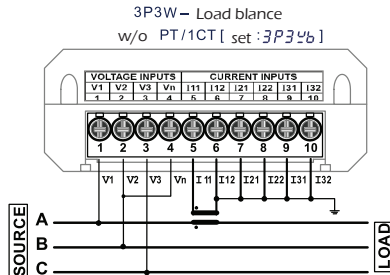 3P3W – Load blance
w/o PT/1CT [ set : 3P3Yb ]
VOLTAGE INPUTS CURRENT INPUTS
V1 V2 V3 Vn I11 I12 I21 I22 I31 I32
1 2 3 4 5 6 7 8 9 10
1 2 3 4 5 6 7 8 9 10
V1 V2 V3 Vn I11 I12 I21 I22 I31 I32
SOURCE
A
B
C
LOAD